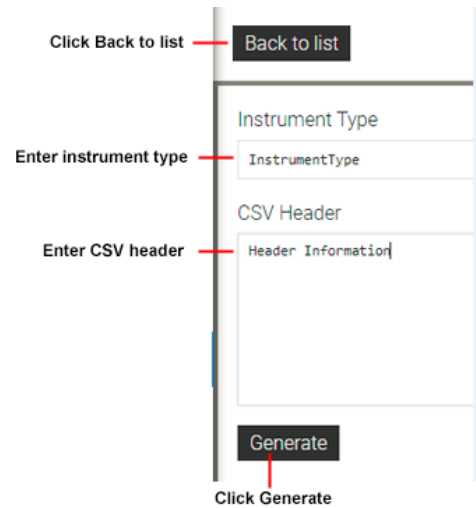 Click Back to list
Back to list
Instrument Type
Enter instrument type
InstrumentType
CSV Header
Enter CSV header
Header Information
Generate
Click Generate